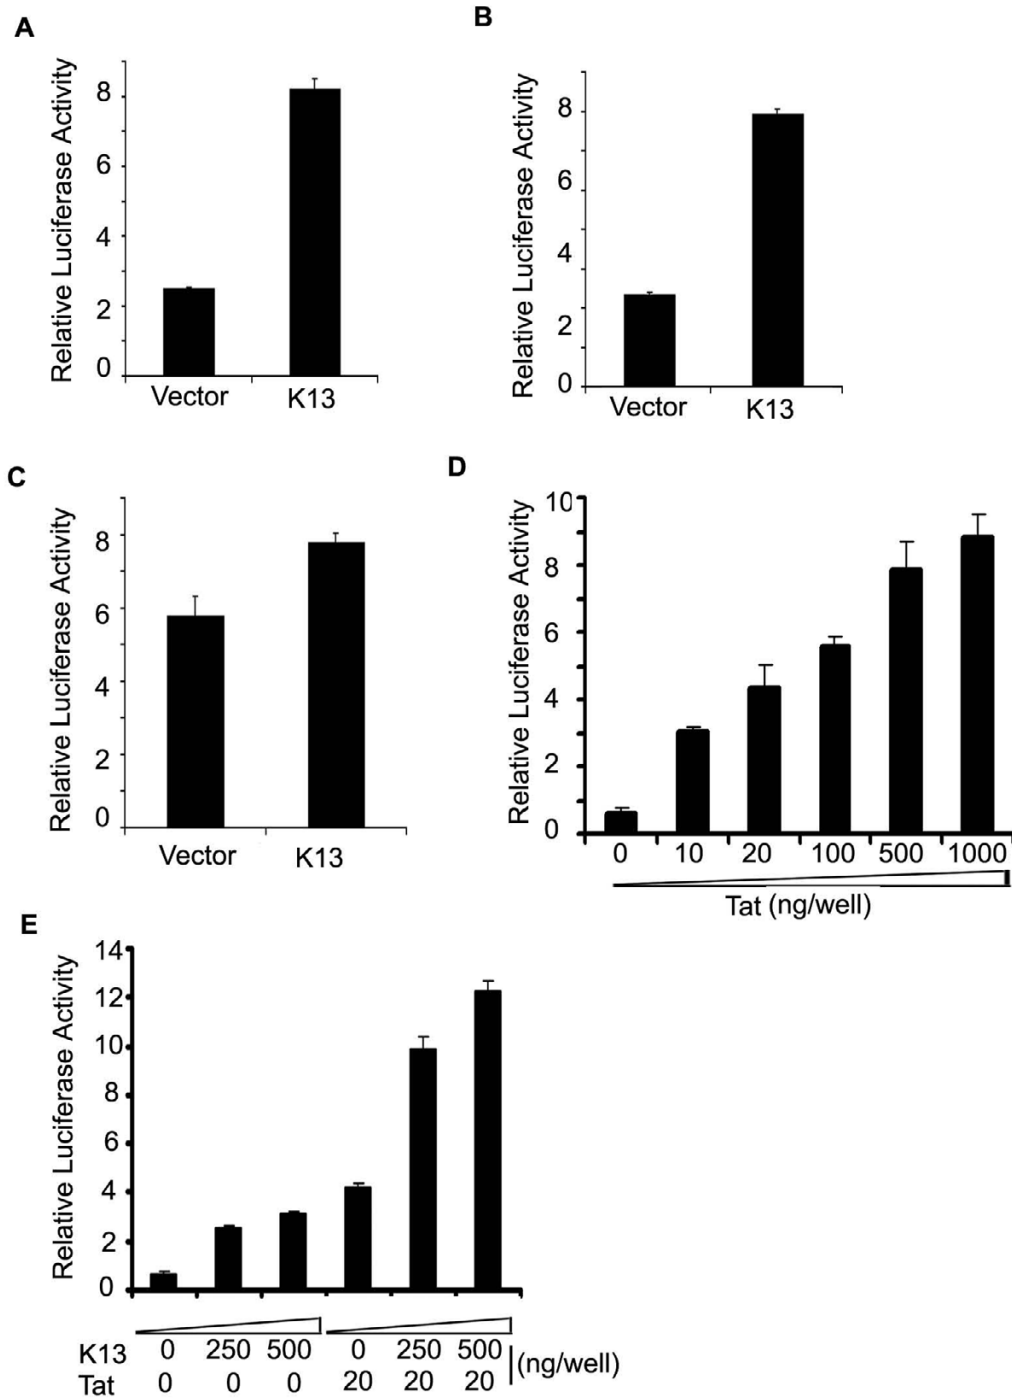 A
Relative Luciferase Activity
8
6
4
2
0
Vector K13
B
Relative Luciferase Activity
8
6
4
2
0
Vector K13
C
Relative Luciferase Activity
8
6
4
2
0
Vector K13
D
Relative Luciferase Activity
10
8
6
4
2
0
0 10 20 100 500 1000
Tat (ng/well)
E
Relative Luciferase Activity
14
12
10
8
6
4
2
0
K13 0 250 500 0 250 500
Tat 0 0 0 20 20 20
(ng/well)